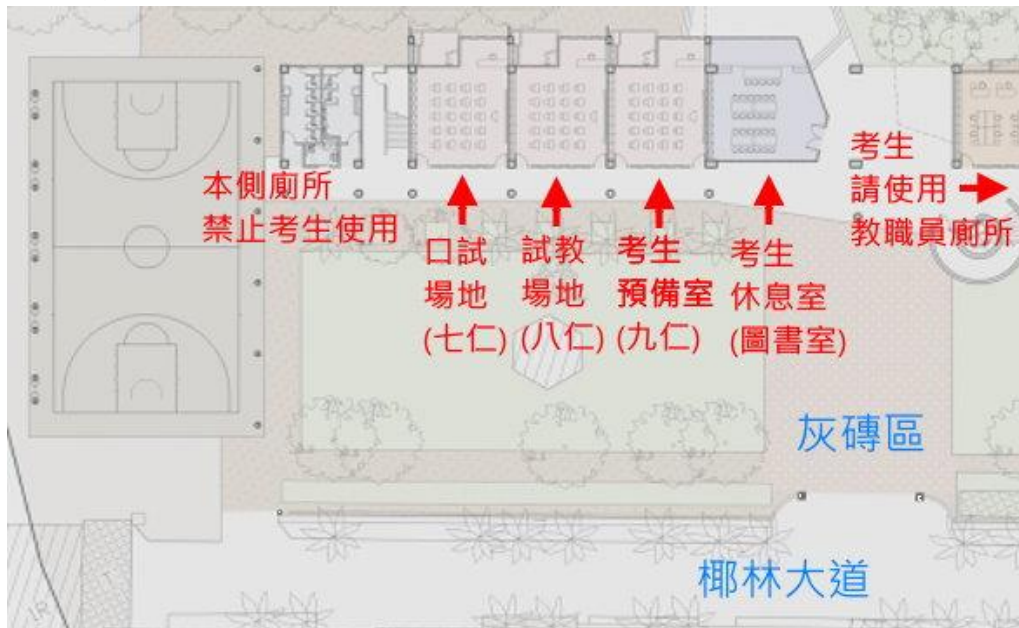 本側廁所
禁止考生使用
口試
場地
(七仁)
試教
場地
(八仁)
考生
預備室
(九仁)
考生
休息室
(圖書室)
考生
請使用
教職員廁所
灰磚區
椰林大道